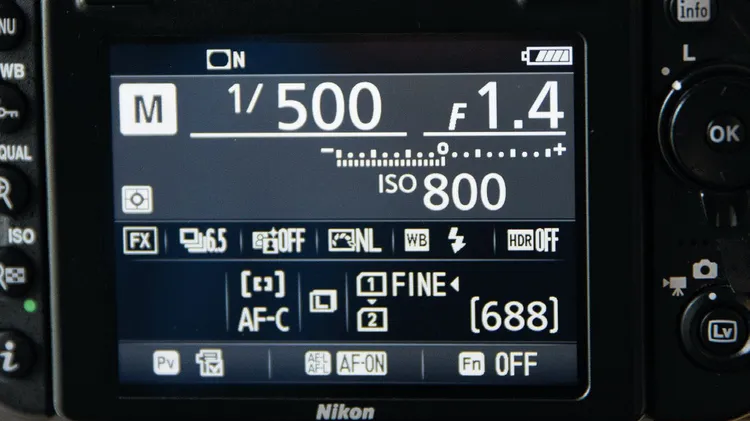 info
NU
N
L
WB
M
1/500
F1.4
OK
QUAL
- 0 +
ISO 800
ISO
FX
6.5
OFF
NL
WB
HDR OFF
[ ]
L
1 FINE
AF-C
2
[688]
Lv
i
Pv
AE-L
AF-L
AF-ON
Fn OFF
Nikon